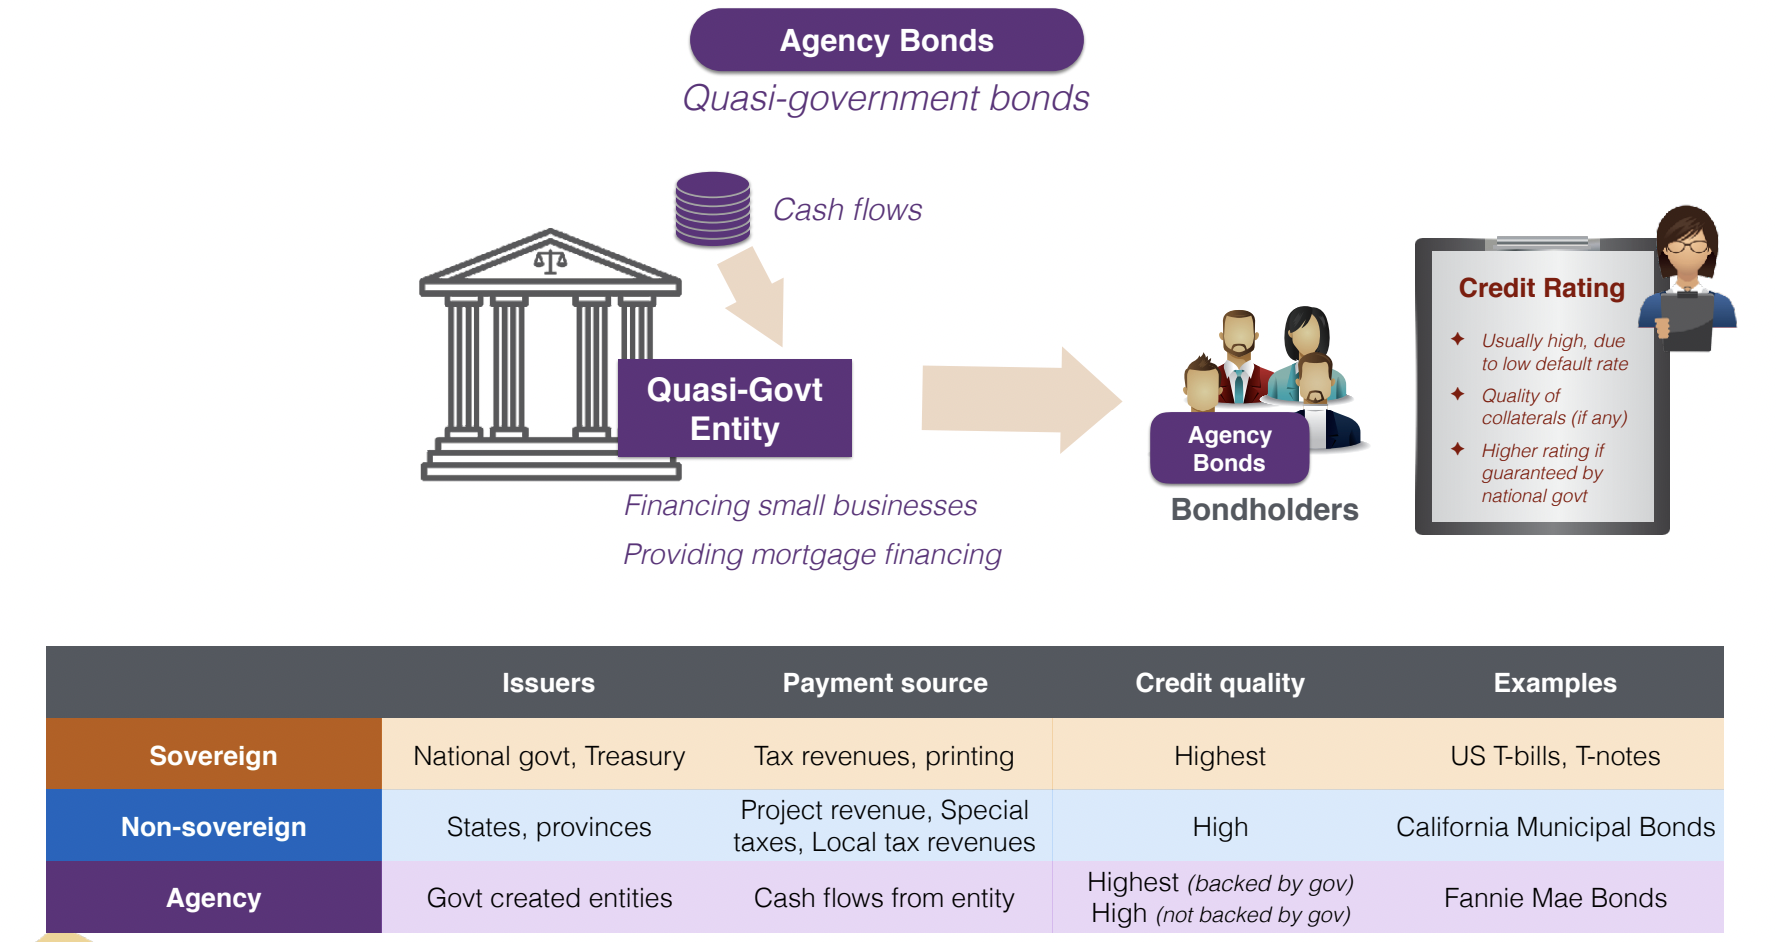 Agency Bonds
Quasi-government bonds
Cash flows
Quasi-Govt
Entity
Financing small businesses
Providing mortgage financing
Agency
Bonds
Bondholders
Credit Rating
Usually high, due
to low default rate
Quality of
collaterals (if any)
Higher rating if
guaranteed by
national govt
Issuers Payment source Credit quality Examples
Sovereign National govt, Treasury Tax revenues, printing Highest US T-bills, T-notes
Non-sovereign States, provinces Project revenue, Special
taxes, Local tax revenues High California Municipal Bonds
Agency Govt created entities Cash flows from entity Highest (backed by gov)
High (not backed by gov) Fannie Mae Bonds